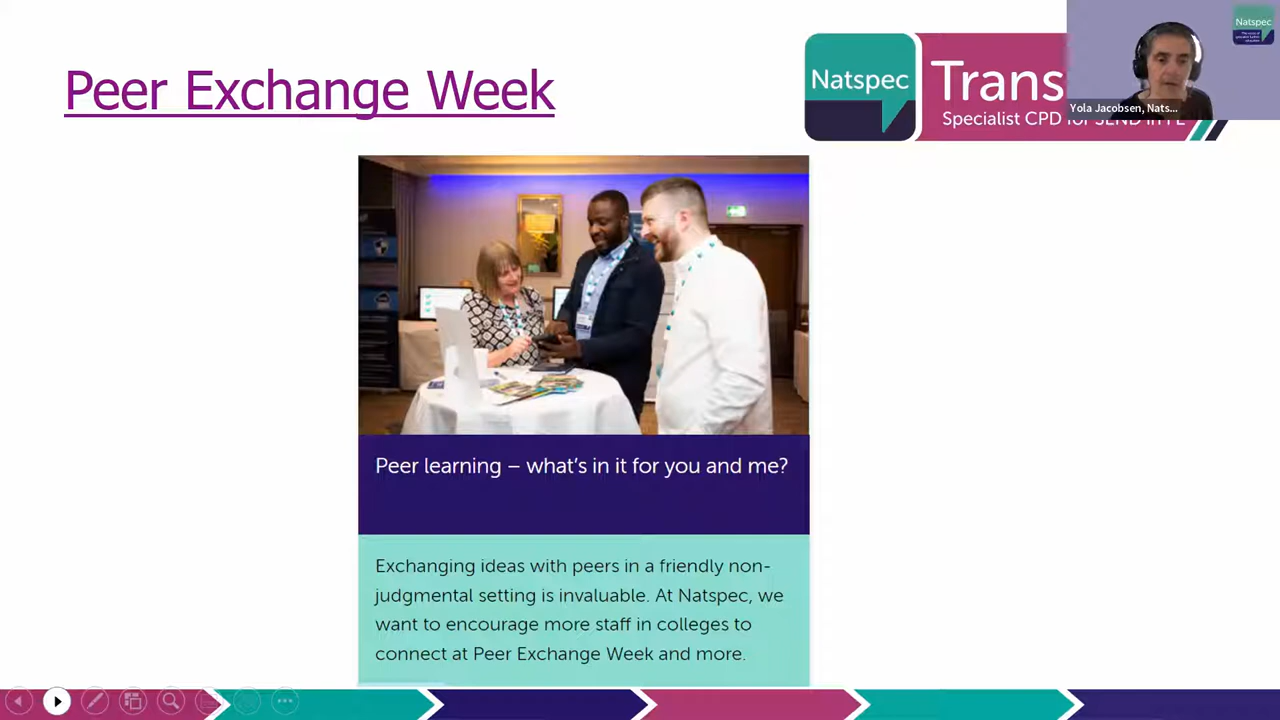 Peer Exchange Week
Natspec
Trans
Specialist CPD for SEND in FE
Natspec
Yola Jacobsen, Nats...
Peer learning – what's in it for you and me?
Exchanging ideas with peers in a friendly non-
judgmental setting is invaluable. At Natspec, we
want to encourage more staff in colleges to
connect at Peer Exchange Week and more.